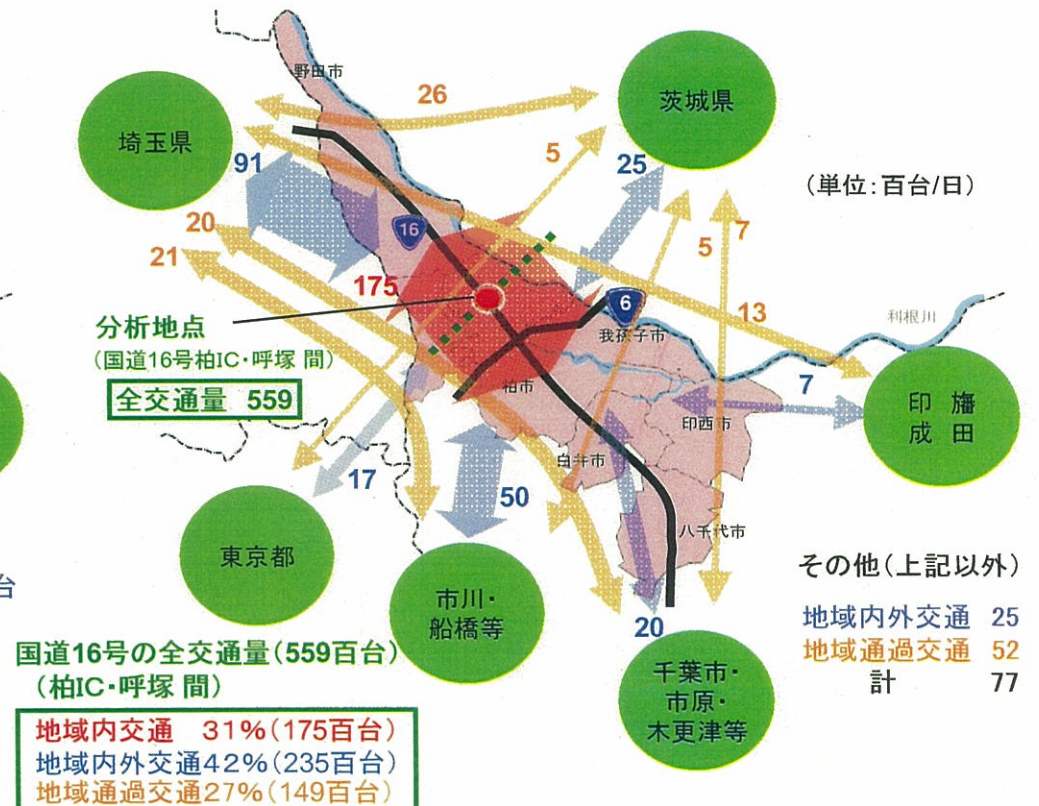 野田市
26
茨城県
埼玉県
91
5
25
(単位:百台/日)
20
16
5
7
21
175
6
13
利根川
分析地点
(国道16号柏IC・呼塚 間)
我孫子市
全交通量 559
柏市
7
印西市
印旛
成田
白井市
17
50
八千代市
東京都
その他(上記以外)
台
市川・
船橋等
地域内外交通 25
20
地域通過交通 52
国道16号の全交通量(559百台)
計 77
(柏IC・呼塚 間)
千葉市・
市原・
木更津等
地域内交通 31%(175百台)
地域内外交通42%(235百台)
地域通過交通27%(149百台)